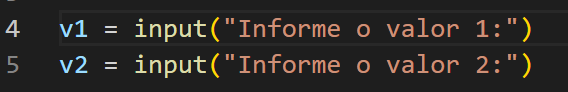 4 v1 = input("Informe o valor 1:")
5 v2 = input("Informe o valor 2:")